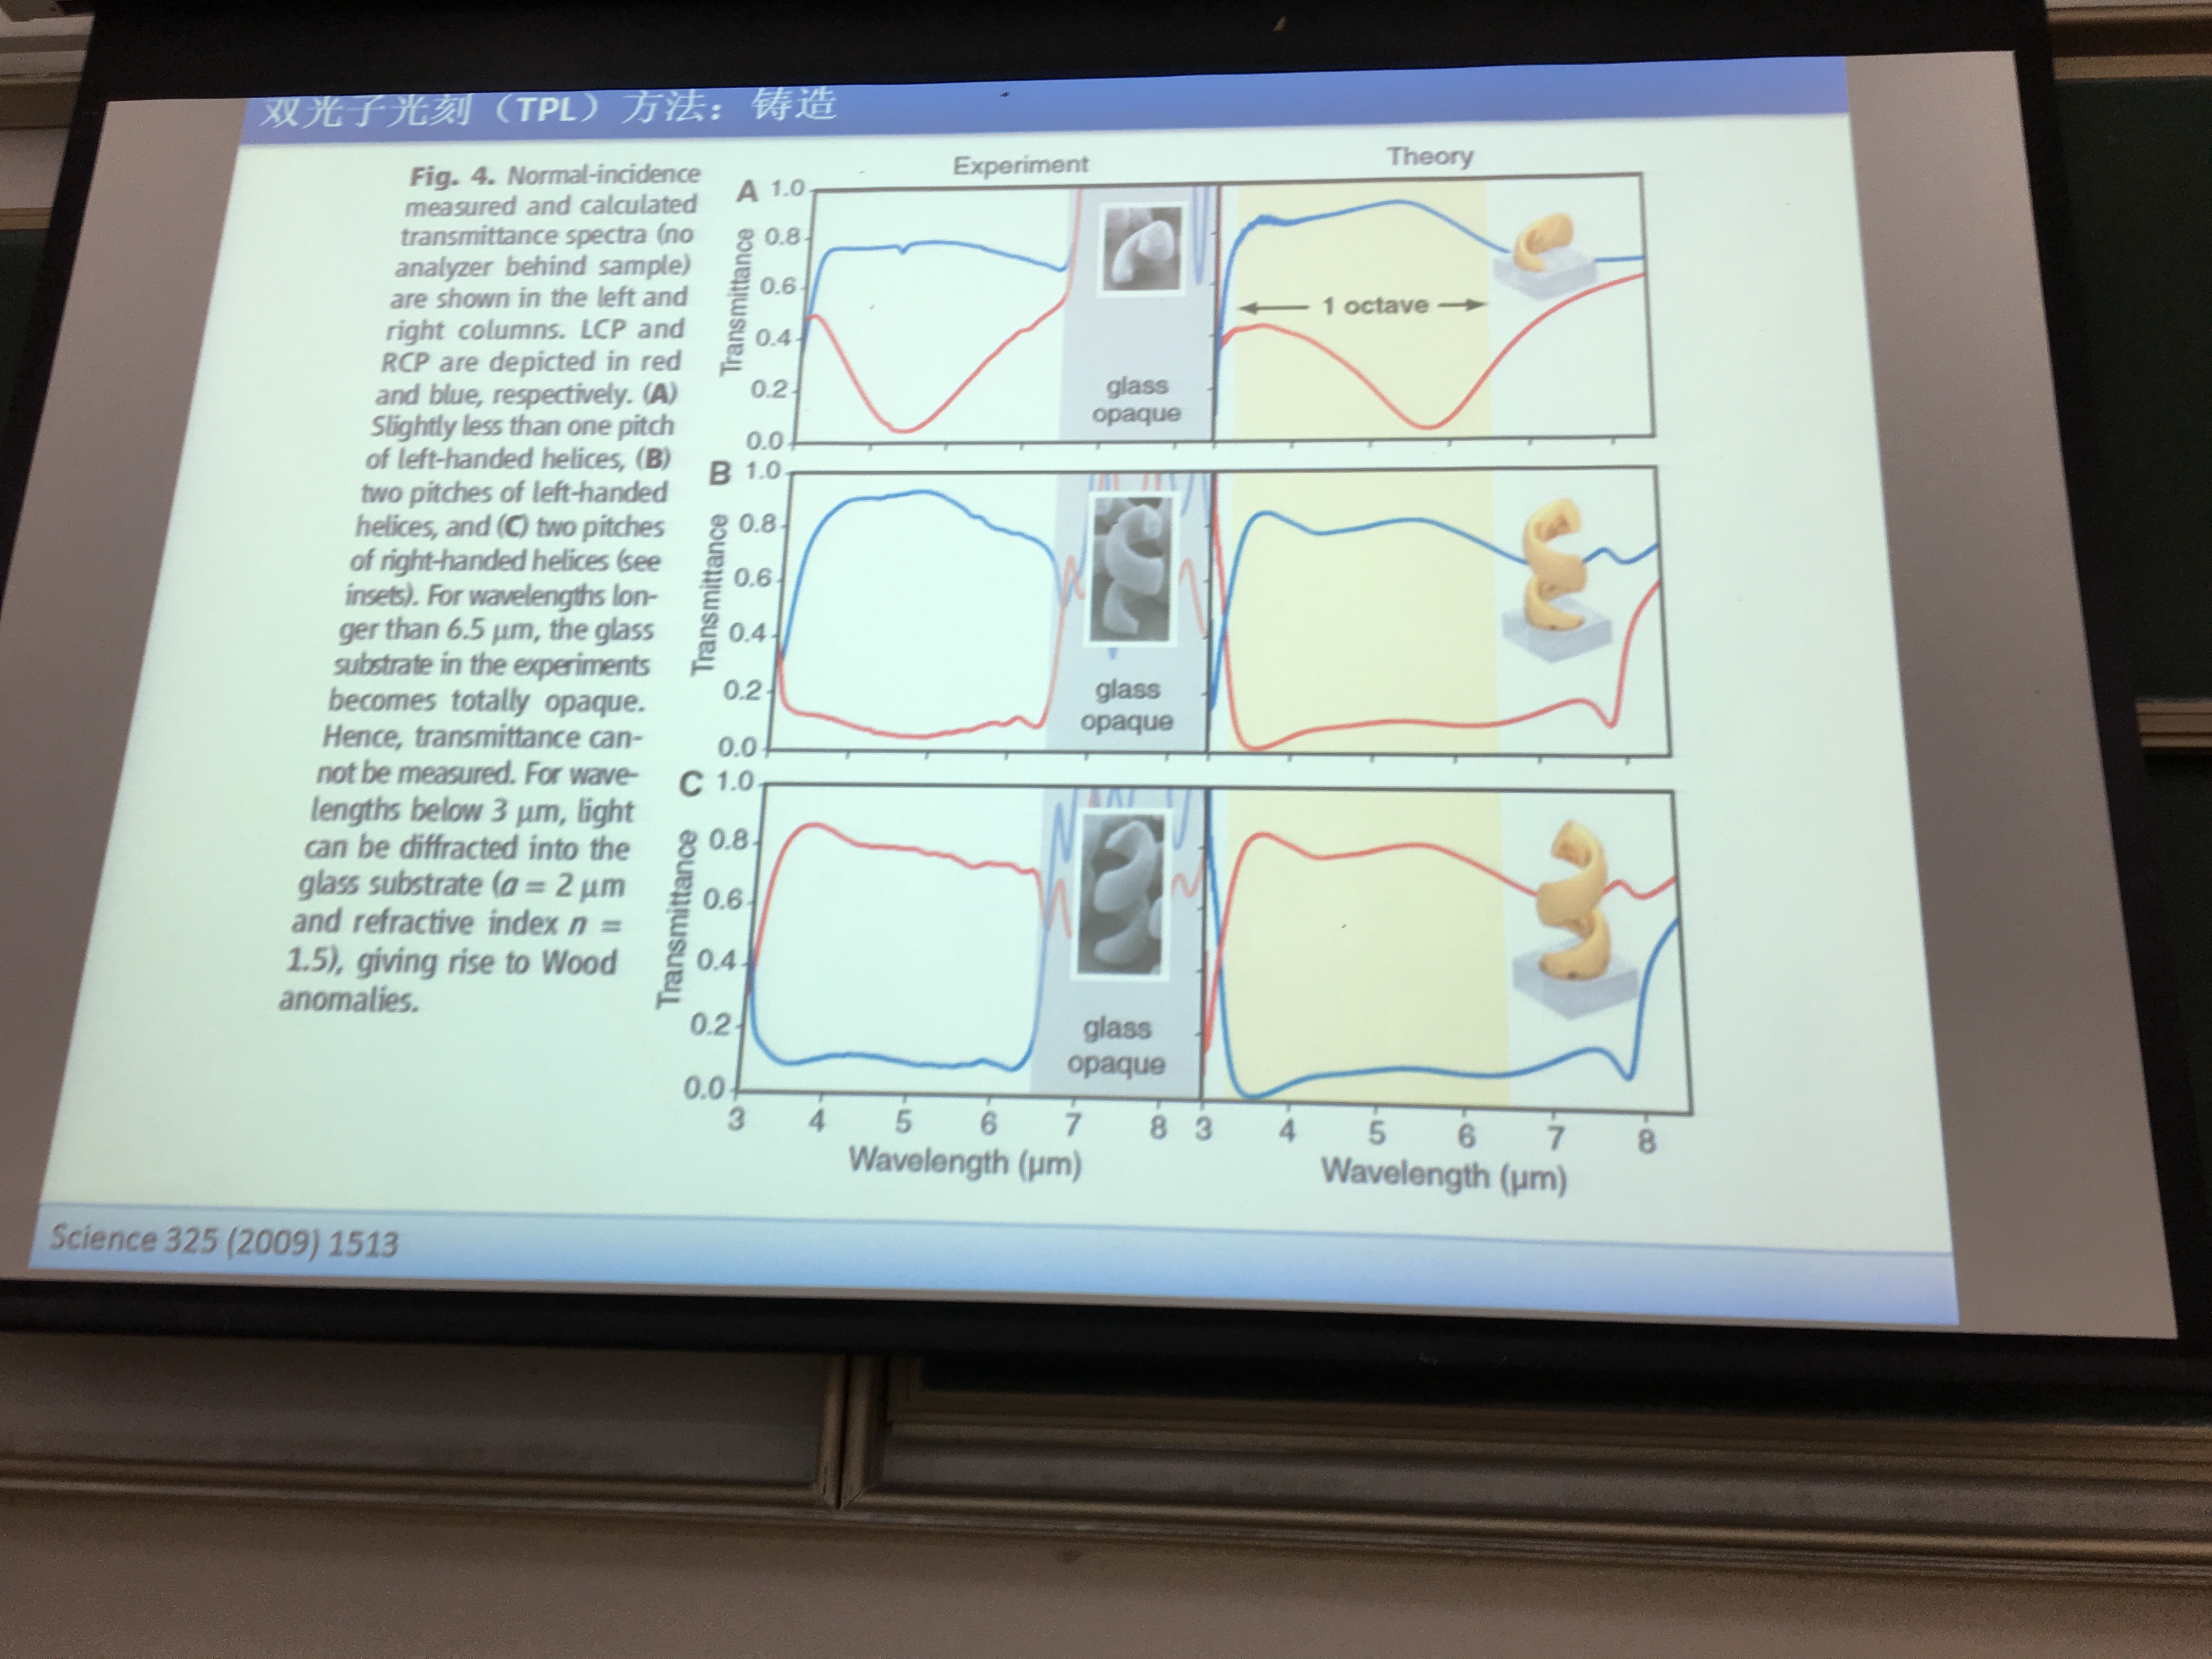 双光子光刻（TPL）方法：铸造
Fig. 4. Normal-incidence
measured and calculated
transmittance spectra (no
analyzer behind sample)
are shown in the left and
right columns. LCP and
RCP are depicted in red
and blue, respectively. (A)
Slightly less than one pitch
of left-handed helices, (B)
two pitches of left-handed
helices, and (C) two pitches
of right-handed helices (see
insets). For wavelengths lon-
ger than 6.5 μm, the glass
substrate in the experiments
becomes totally opaque.
Hence, transmittance can-
not be measured. For wave-
lengths below 3 μm, light
can be diffracted into the
glass substrate (a = 2 μm
and refractive index n =
1.5), giving rise to Wood
anomalies.
Experiment
Theory
A
1.0
0.8
0.6
0.4
0.2
0.0
Transmittance
glass
opaque
1 octave
B
1.0
0.8
0.6
0.4
0.2
0.0
Transmittance
glass
opaque
C
1.0
0.8
0.6
0.4
0.2
0.0
Transmittance
glass
opaque
3 4 5 6 7 8 3 4 5 6 7 8
Wavelength (μm)
Wavelength (μm)
Science 325 (2009) 1513